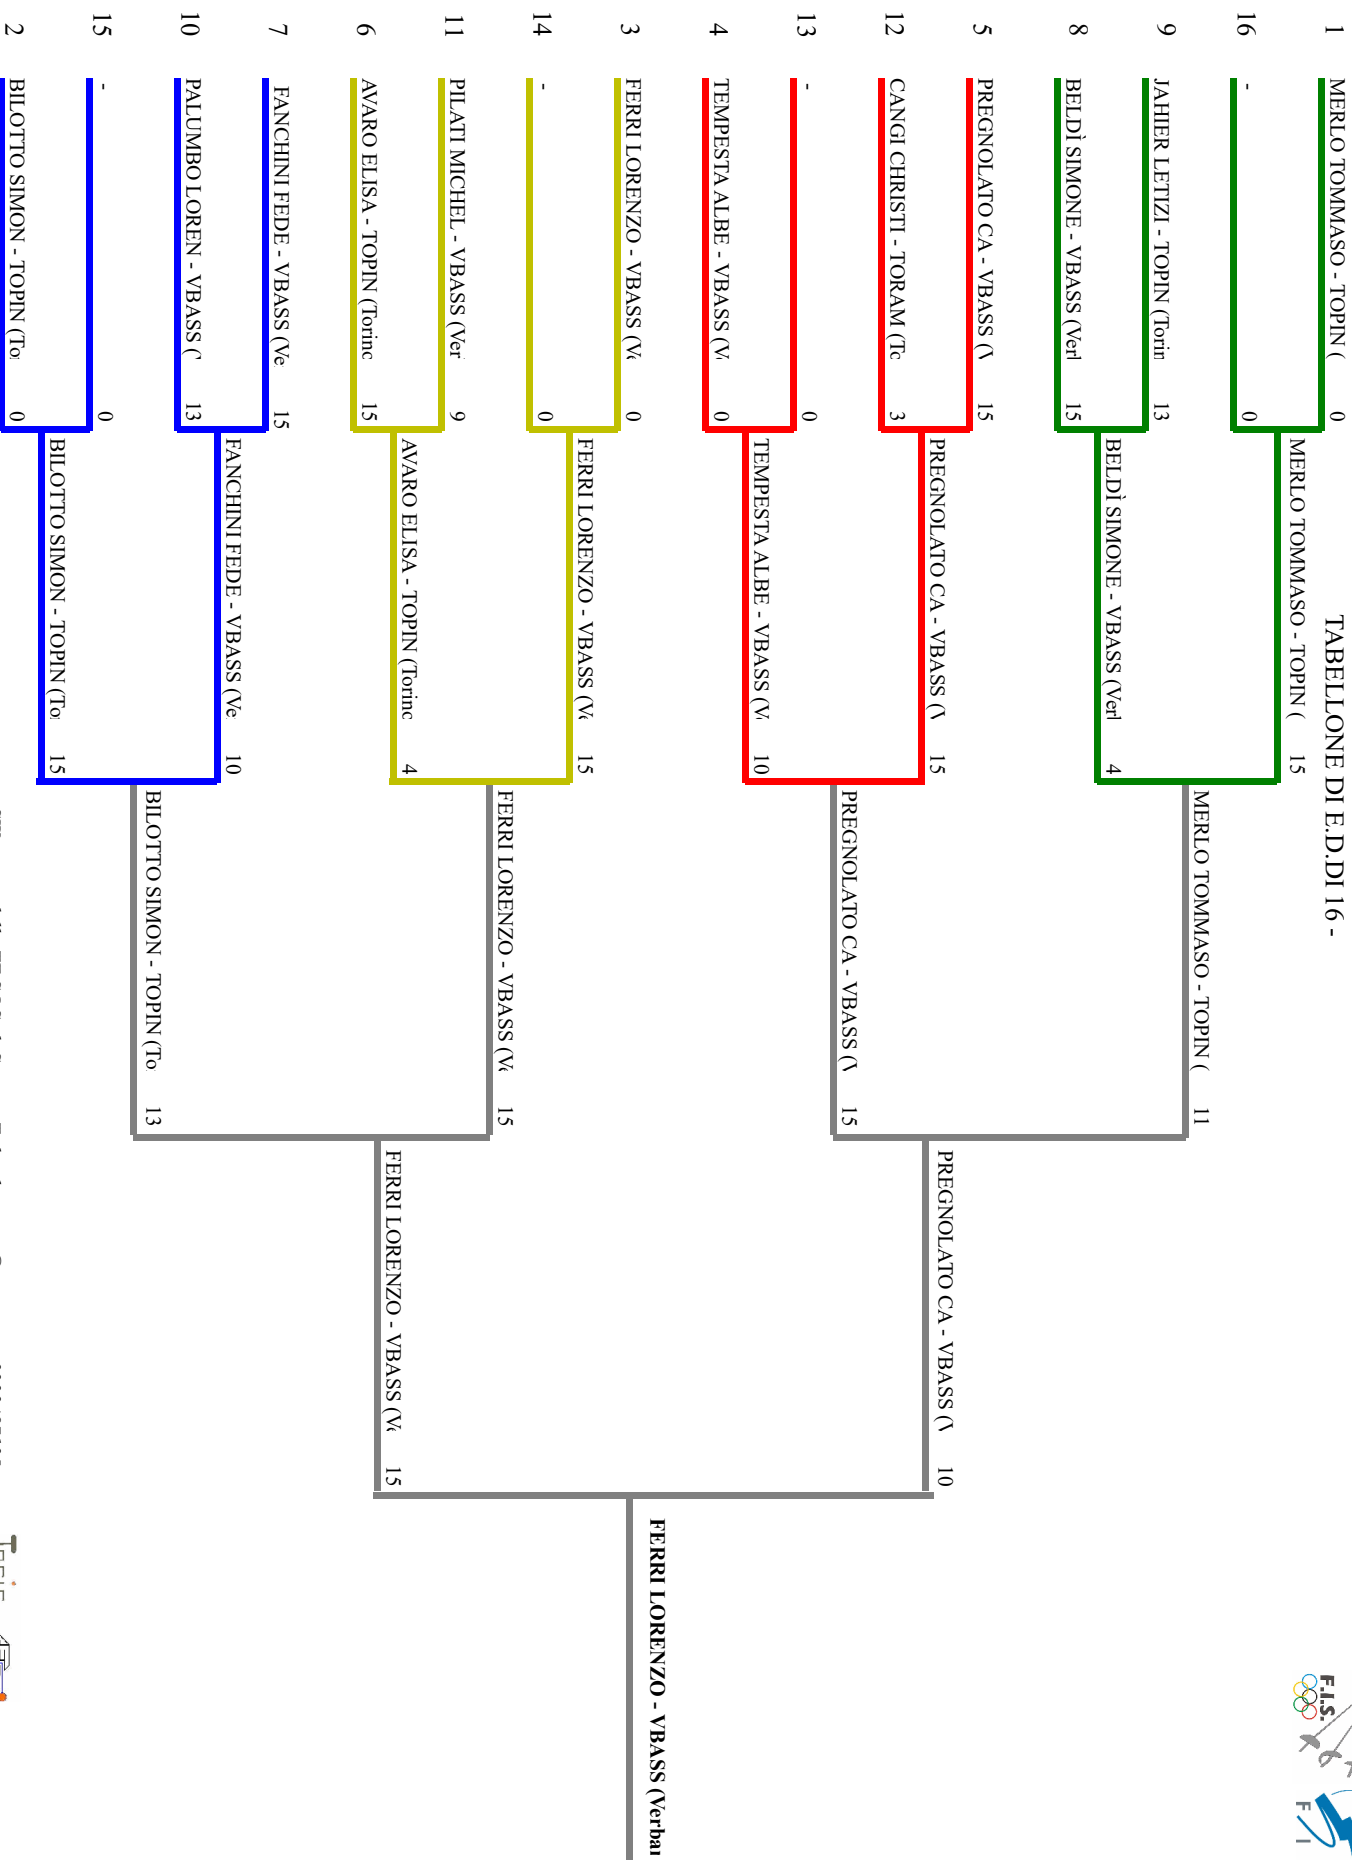 TABELLONE DI E.D.DI 16 -
1 MERLO TOMMASO - TOPIN ( 0
16 - 0
9 JAHIER LETIZI - TOPIN (Torin 13
8 BELDÌ SIMONE - VBASS (Verl 15
5 PREGNOLATO CA - VBASS (V 15
12 CANGI CHRISTI - TORAM (Tc 3
13 - 0
4 TEMPESTA ALBE - VBASS (V 0
3 FERRI LORENZO - VBASS (Ve 0
14 - 0
11 PILATI MICHEL - VBASS (Ver 9
6 AVARO ELISA - TOPIN (Torinc 15
7 FANCHINI FEDE - VBASS (Ve 15
10 PALUMBO LOREN - VBASS (V 13
15 - 0
2 BILOTTO SIMON - TOPIN (To 0
MERLO TOMMASO - TOPIN ( 15
BELDÌ SIMONE - VBASS (Verl 4
PREGNOLATO CA - VBASS (V 15
TEMPESTA ALBE - VBASS (V 10
FERRI LORENZO - VBASS (Ve 15
AVARO ELISA - TOPIN (Torinc 4
FANCHINI FEDE - VBASS (Ve 10
BILOTTO SIMON - TOPIN (To 15
MERLO TOMMASO - TOPIN ( 11
PREGNOLATO CA - VBASS (V 15
FERRI LORENZO - VBASS (Ve 15
BILOTTO SIMON - TOPIN (To 13
PREGNOLATO CA - VBASS (V 10
FERRI LORENZO - VBASS (Ve 15
FERRI LORENZO - VBASS (Verbar
F.I.S.
F I